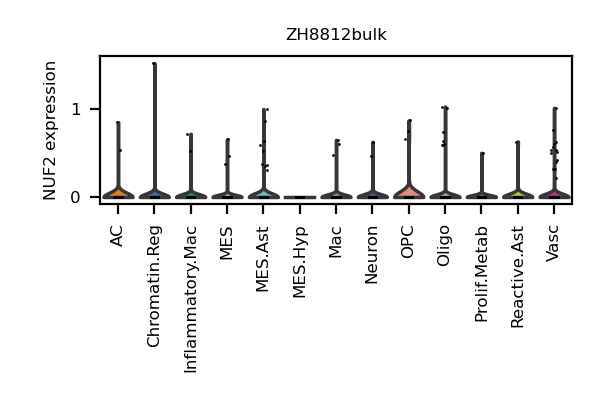 ZH8812bulk
NUF2 expression
1
0
AC
Chromatin.Reg
Inflammatory.Mac
MES
MES.Ast
MES.Hyp
Mac
Neuron
OPC
Oligo
Prolif.Metab
Reactive.Ast
Vasc